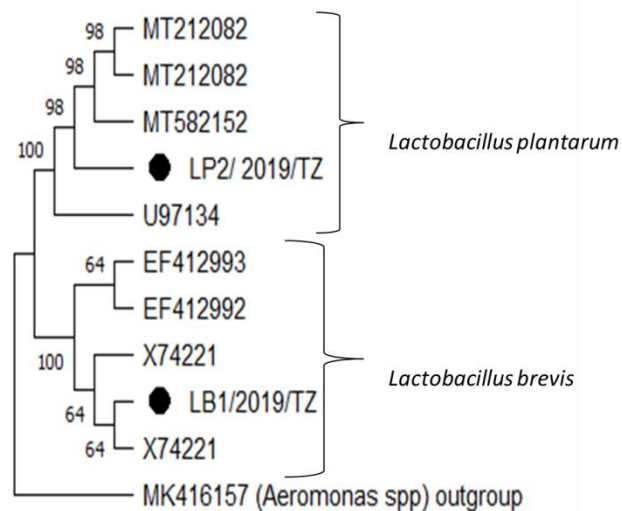 98
MT212082
98
MT212082
98
MT582152
100
LP2/ 2019/TZ
U97134
Lactobacillus plantarum
64
EF412993
EF412992
100
X74221
64
LB1/2019/TZ
64
X74221
Lactobacillus brevis
MK416157 (Aeromonas spp) outgroup